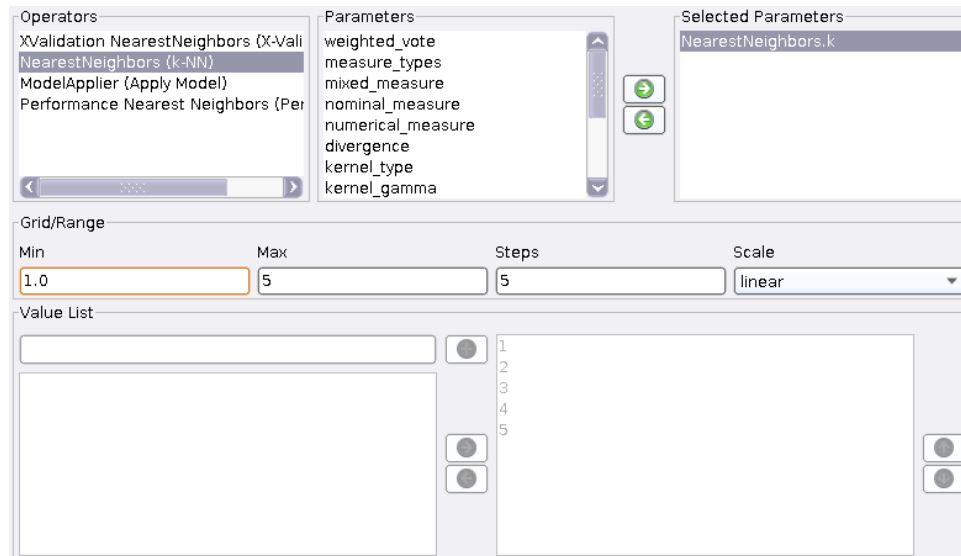 Operators
XValidation NearestNeighbors (X-Vali
NearestNeighbors (k-NN)
ModelApplier (Apply Model)
Performance Nearest Neighbors (Per
Parameters
weighted_vote
measure_types
mixed_measure
nominal_measure
numerical_measure
divergence
kernel_type
kernel_gamma
Selected Parameters
NearestNeighbors.k
Grid/Range
Min
Max
Steps
Scale
1.0
5
5
linear
Value List
1
2
3
4
5